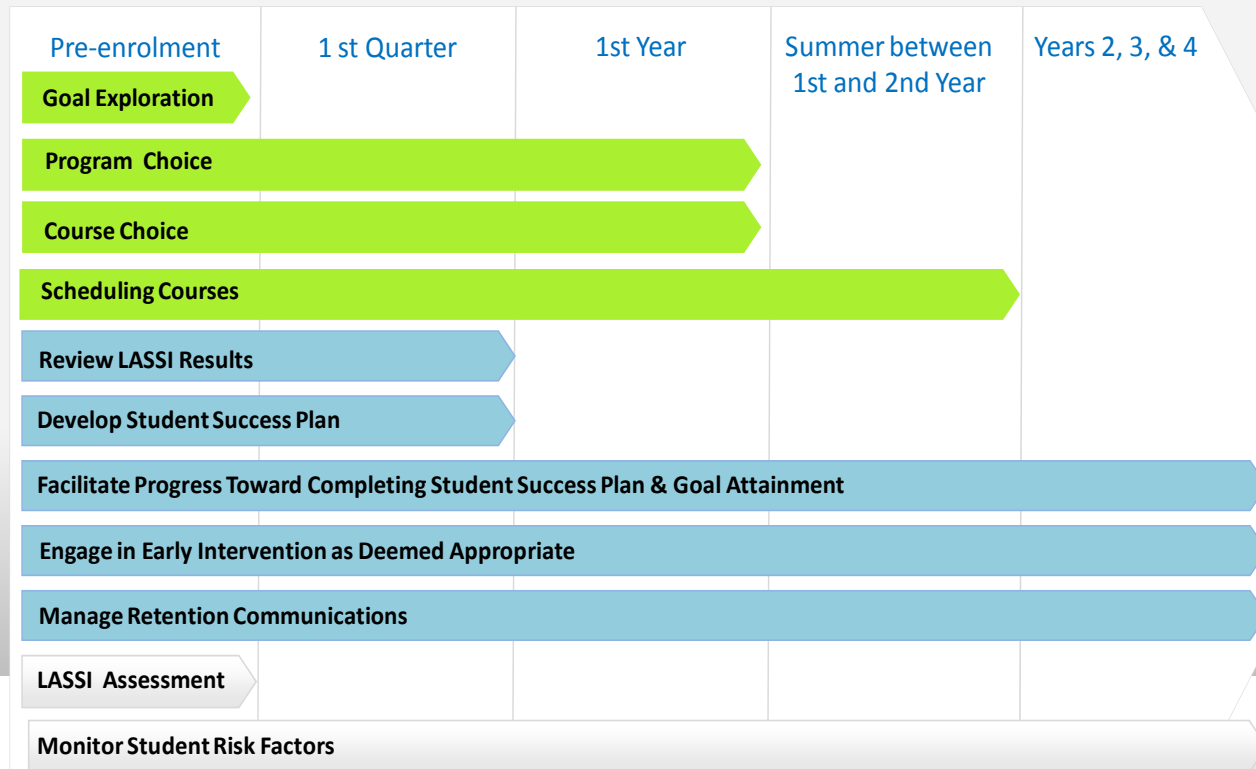 Pre-enrolment
1 st Quarter
1st Year
Summer between
1st and 2nd Year
Years 2, 3, & 4
Goal Exploration
Program Choice
Course Choice
Scheduling Courses
Review LASSI Results
Develop Student Success Plan
Facilitate Progress Toward Completing Student Success Plan & Goal Attainment
Engage in Early Intervention as Deemed Appropriate
Manage Retention Communications
LASSI Assessment
Monitor Student Risk Factors